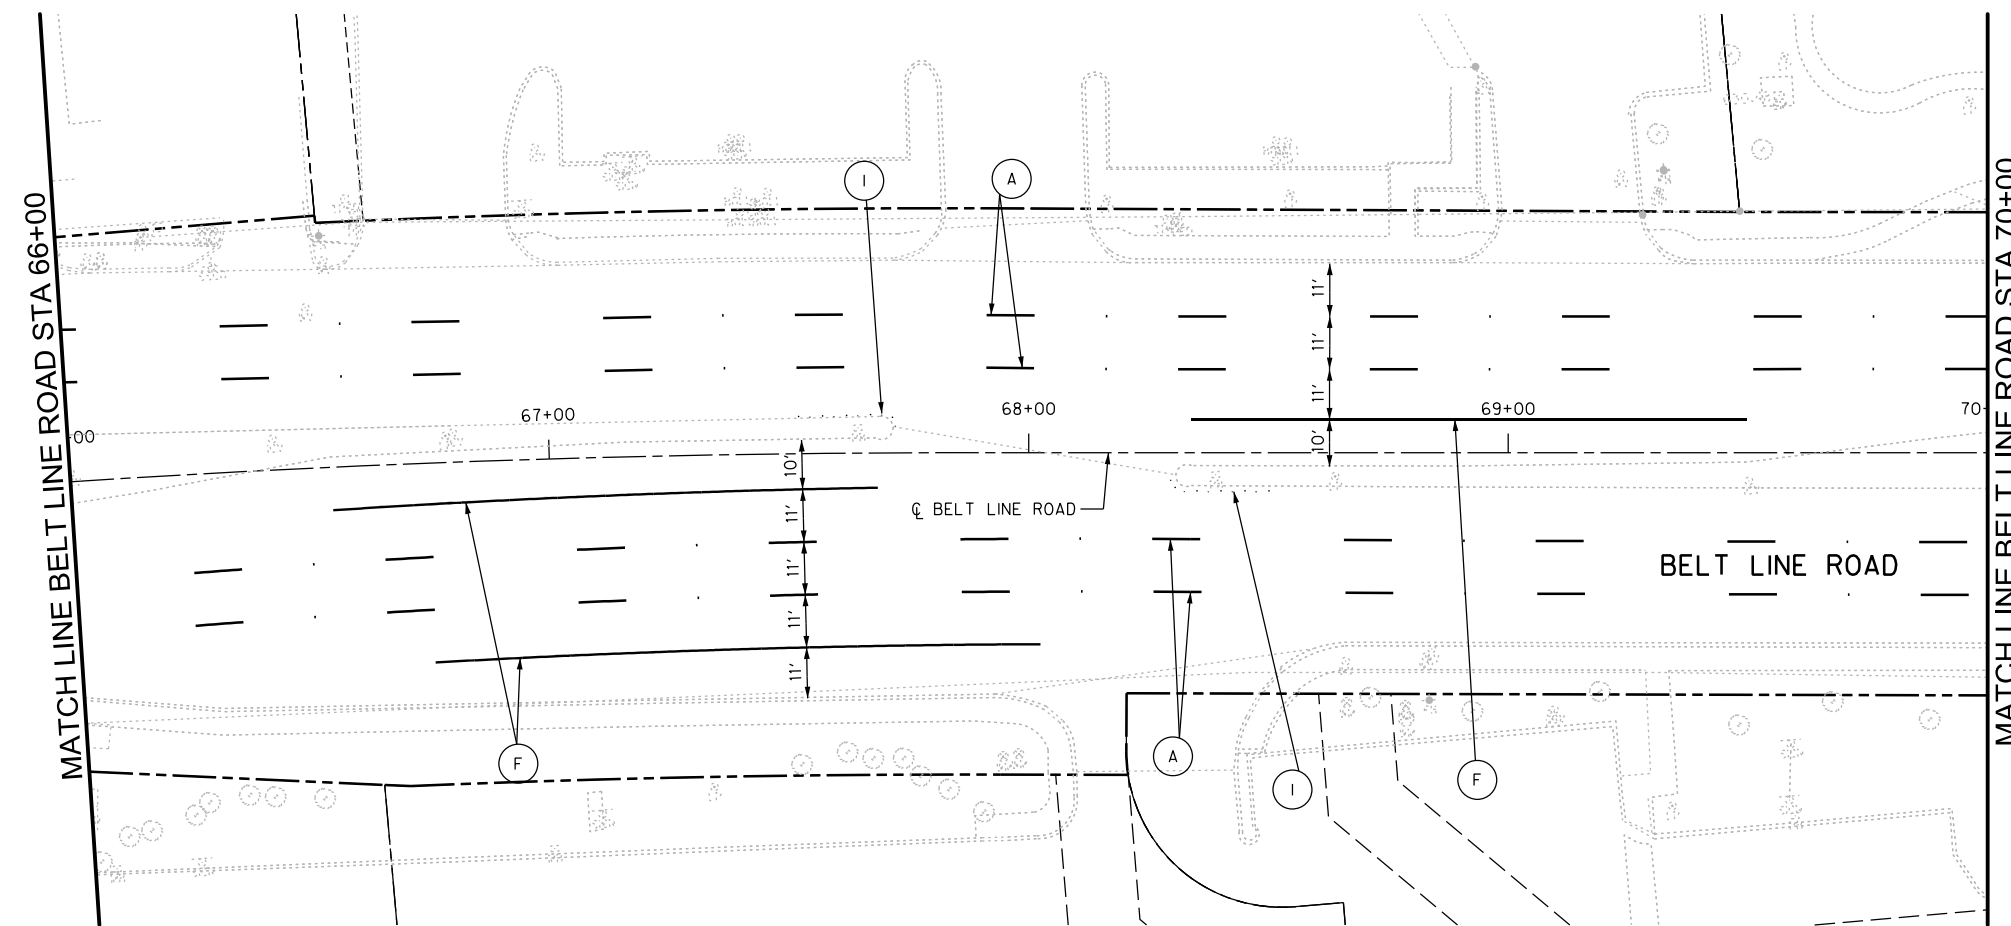 MATCH LINE BELT LINE ROAD STA 66+00
I
A
11'
11'
11'
10'
00
67+00
68+00
69+00
70
10'
11'
11'
11'
℄ BELT LINE ROAD
BELT LINE ROAD
F
A
I
F
MATCH LINE BELT LINE ROAD STA 70+00